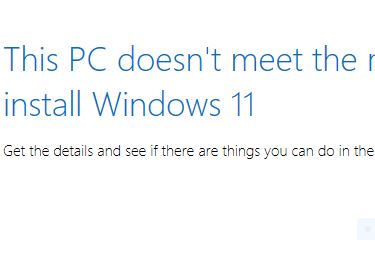 This PC doesn't meet the
install Windows 11
Get the details and see if there are things you can do in the